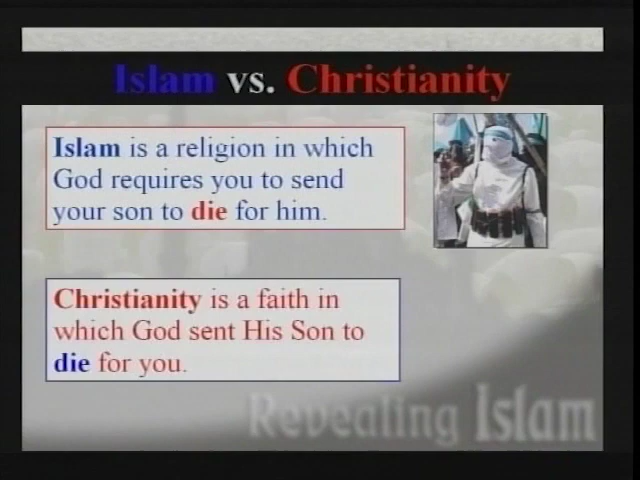 Islam vs. Christianity
Islam is a religion in which
God requires you to send
your son to die for him.
Christianity is a faith in
which God sent His Son to
die for you.
Revealing Islam